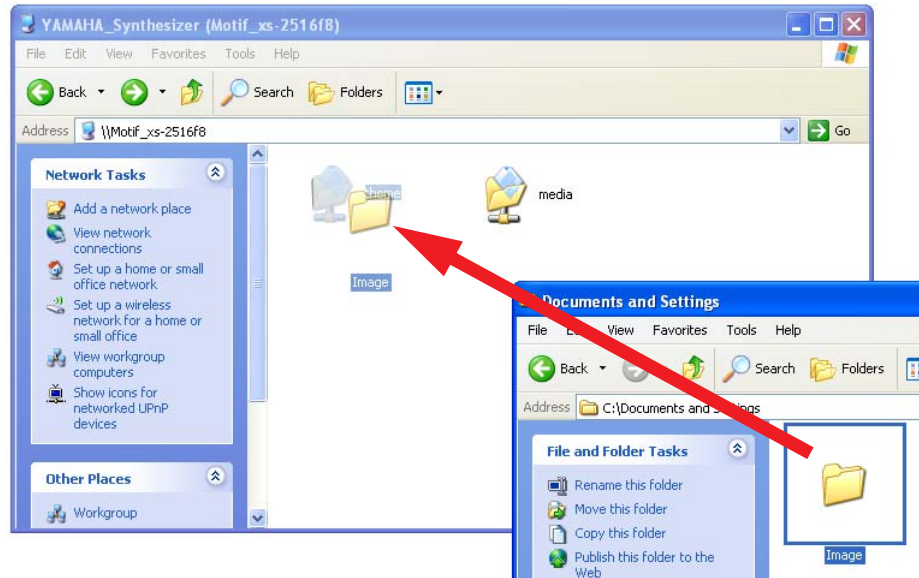 YAMAHA_Synthesizer (Motif_xs-2516f8)
File Edit View Favorites Tools Help
Back Search Folders
Address \\Motif_xs-2516f8 Go
Network Tasks
Add a network place
View network
connections
Set up a home or small
office network
Set up a wireless
network for a home or
small office
View workgroup
computers
Show icons for
networked UPnP
devices
Other Places
Workgroup
home
media
Image
Documents and Settings
File View Favorites Tools Help
Back Search Folders
Address C:\Documents and Settings
File and Folder Tasks
Rename this folder
Move this folder
Copy this folder
Publish this folder to the
Web
Image